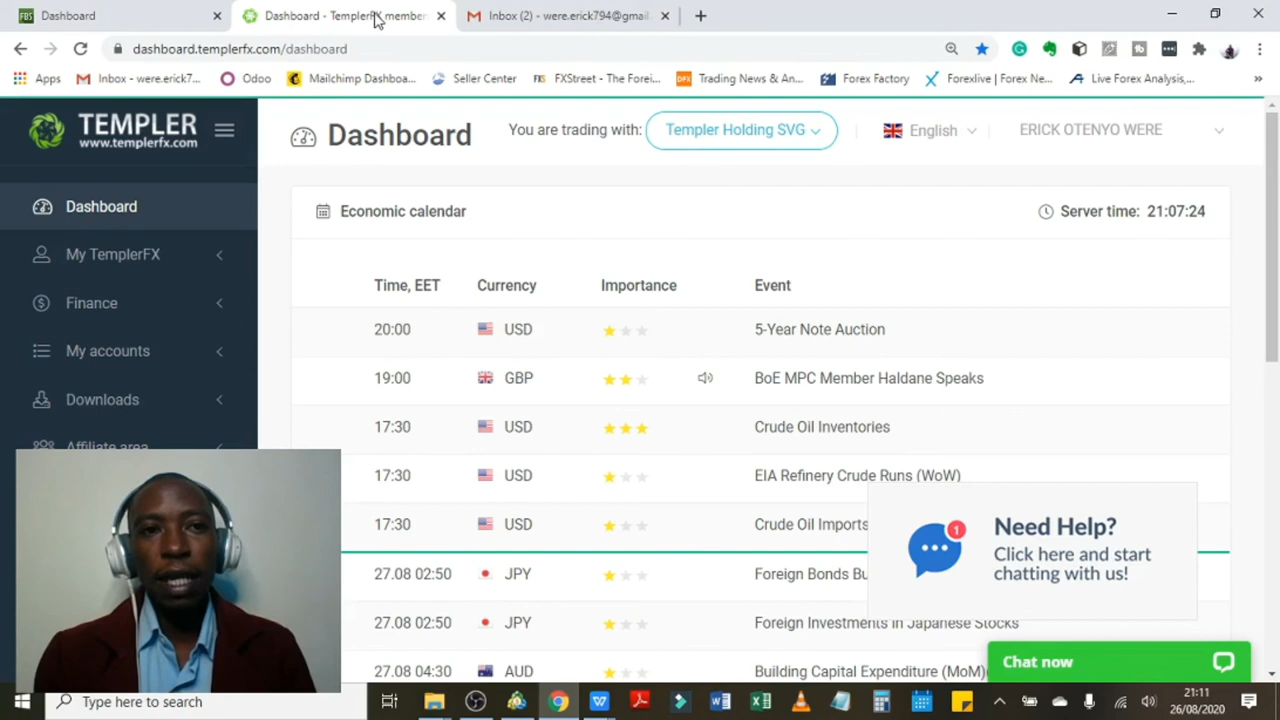 FBS Dashboard
Dashboard - TemplerFX member
Inbox (2) - were.erick794@gmail.
dashboard.templerfx.com/dashboard
Apps
Inbox - were.erick7...
Odoo
Mailchimp Dashboa...
Seller Center
FS FXStreet - The Forei...
DFX Trading News & An...
Forex Factory
Forexlive | Forex Ne...
Live Forex Analysis,...
»
TEMPLER
www.templerfx.com
Dashboard
You are trading with:
Templer Holding SVG
English
ERICK OTENYO WERE
Dashboard
My TemplerFX
Finance
My accounts
Downloads
Affiliate area
Economic calendar
Server time: 21:07:24
Time, EET Currency Importance Event
20:00 USD 5-Year Note Auction
19:00 GBP BoE MPC Member Haldane Speaks
17:30 USD Crude Oil Inventories
17:30 USD EIA Refinery Crude Runs (WoW)
17:30 USD Crude Oil Imports
27.08 02:50 JPY Foreign Bonds Bu
27.08 02:50 JPY Foreign Investments in Japanese Stocks
27.08 04:30 AUD Building Capital Expenditure (MoM)
1
Need Help?
Click here and start
chatting with us!
Chat now
Type here to search
21:11
26/08/2020